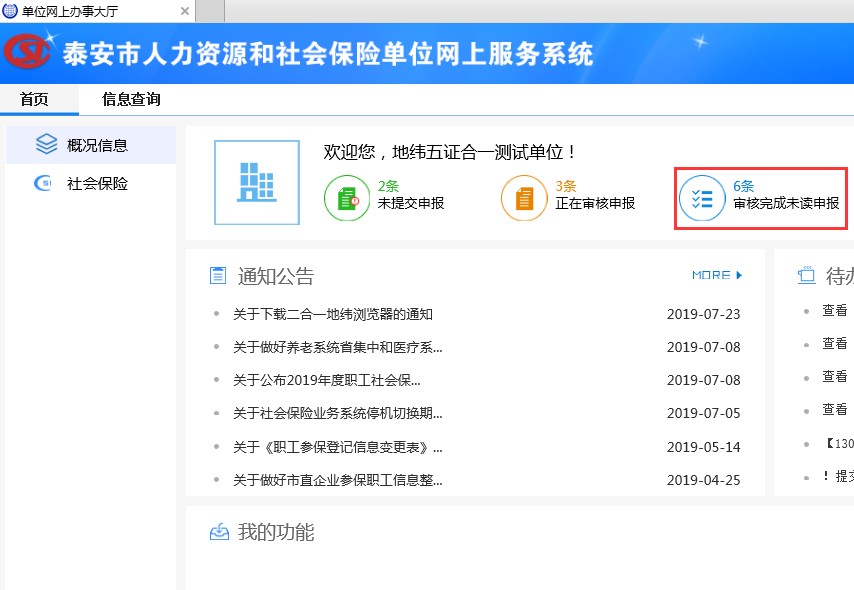 单位网上办事大厅
泰安市人力资源和社会保险单位网上服务系统
首页 信息查询
概况信息
社会保险
欢迎您，地纬五证合一测试单位！
2条
未提交申报
3条
正在审核申报
6条
审核完成未读申报
通知公告 MORE
关于下载二合一地纬浏览器的通知 2019-07-23
关于做好养老系统省集中和医疗系... 2019-07-08
关于公布2019年度职工社会保... 2019-07-08
关于社会保险业务系统停机切换期... 2019-07-05
关于《职工参保登记信息变更表》... 2019-05-14
关于做好市直企业参保职工信息整... 2019-04-25
待办
查看
查看
查看
查看
【130
！提交
我的功能